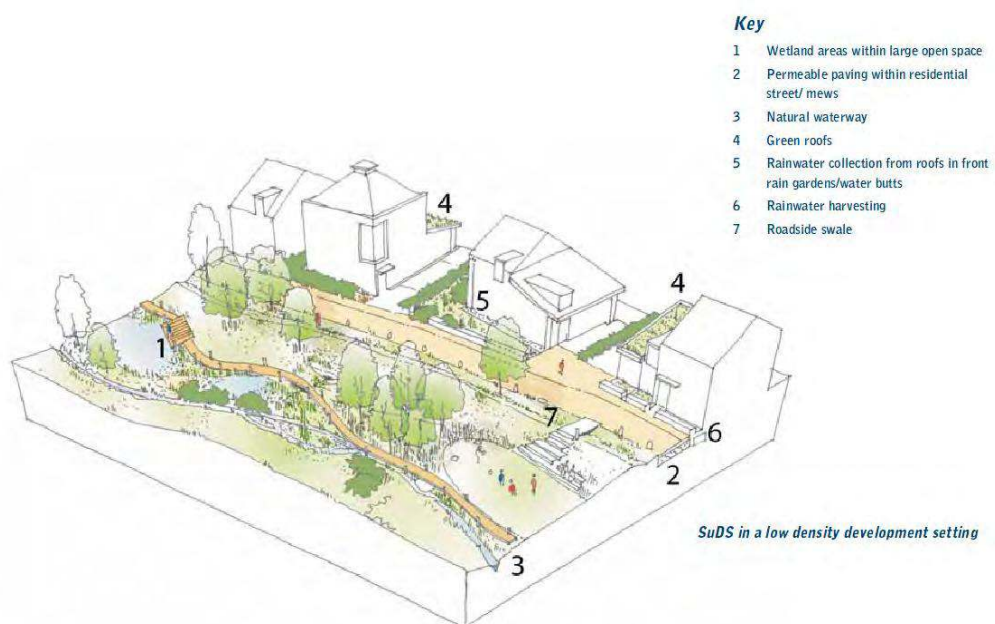 Key
1 Wetland areas within large open space
2 Permeable paving within residential
street/ mews
3 Natural waterway
4 Green roofs
5 Rainwater collection from roofs in front
rain gardens/water butts
6 Rainwater harvesting
7 Roadside swale
4
4
5
1
7
6
2
3
SuDS in a low density development setting